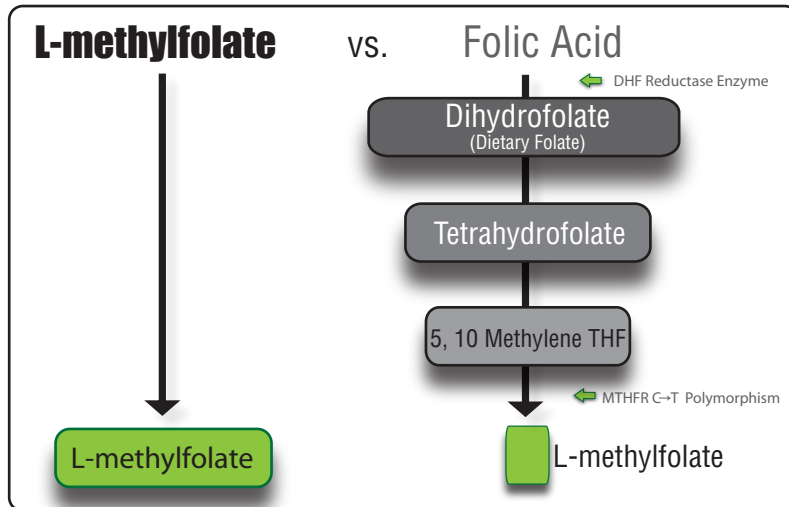 L-methylfolate vs. Folic Acid
DHF Reductase Enzyme
Dihydrofolate
(Dietary Folate)
Tetrahydrofolate
5, 10 Methylene THF
MTHFR C→T Polymorphism
L-methylfolate
L-methylfolate